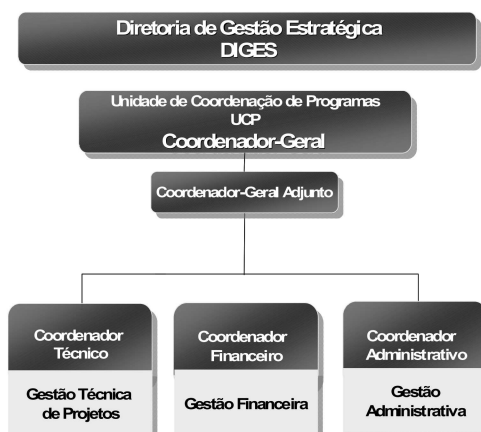 Diretoria de Gestão Estratégica
DIGES
Unidade de Coordenação de Programas
UCP
Coordenador-Geral
Coordenador-Geral Adjunto
Coordenador
Técnico
Gestão Técnica
de Projetos
Coordenador
Financeiro
Gestão Financeira
Coordenador
Administrativo
Gestão
Administrativa